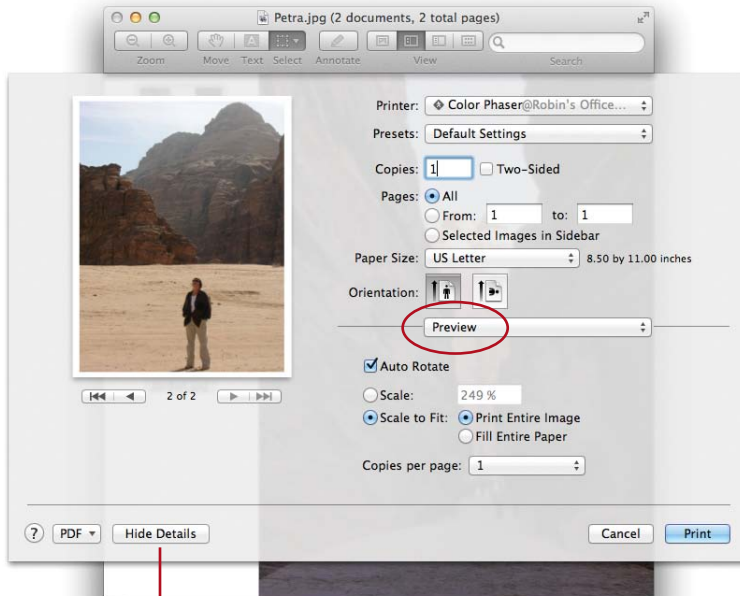 Petra.jpg (2 documents, 2 total pages)
Zoom Move Text Select Annotate View Search
Printer: Color Phaser@Robin's Office...
Presets: Default Settings
Copies: 1 Two-Sided
Pages: All
From: 1 to: 1
Selected Images in Sidebar
Paper Size: US Letter 8.50 by 11.00 inches
Orientation:
Preview
Auto Rotate
2 of 2
Scale: 249 %
Scale to Fit: Print Entire Image
Fill Entire Paper
Copies per page: 1
? PDF Hide Details Cancel Print